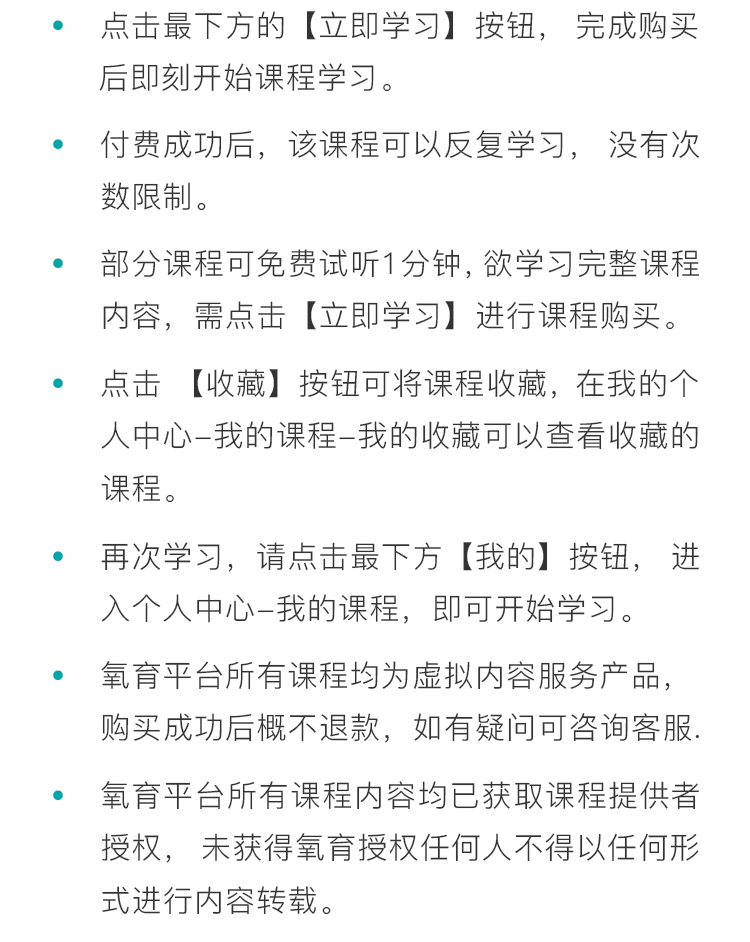 点击最下方的【立即学习】按钮， 完成购买
后即刻开始课程学习。
付费成功后，该课程可以反复学习， 没有次
数限制。
部分课程可免费试听1分钟, 欲学习完整课程
内容，需点击【立即学习】进行课程购买。
点击 【收藏】按钮可将课程收藏，在我的个
人中心–我的课程–我的收藏可以查看收藏的
课程。
再次学习，请点击最下方【我的】按钮， 进
入个人中心–我的课程，即可开始学习。
氧育平台所有课程均为虚拟内容服务产品，
购买成功后概不退款，如有疑问可咨询客服.
氧育平台所有课程内容均已获取课程提供者
授权， 未获得氧育授权任何人不得以任何形
式进行内容转载。